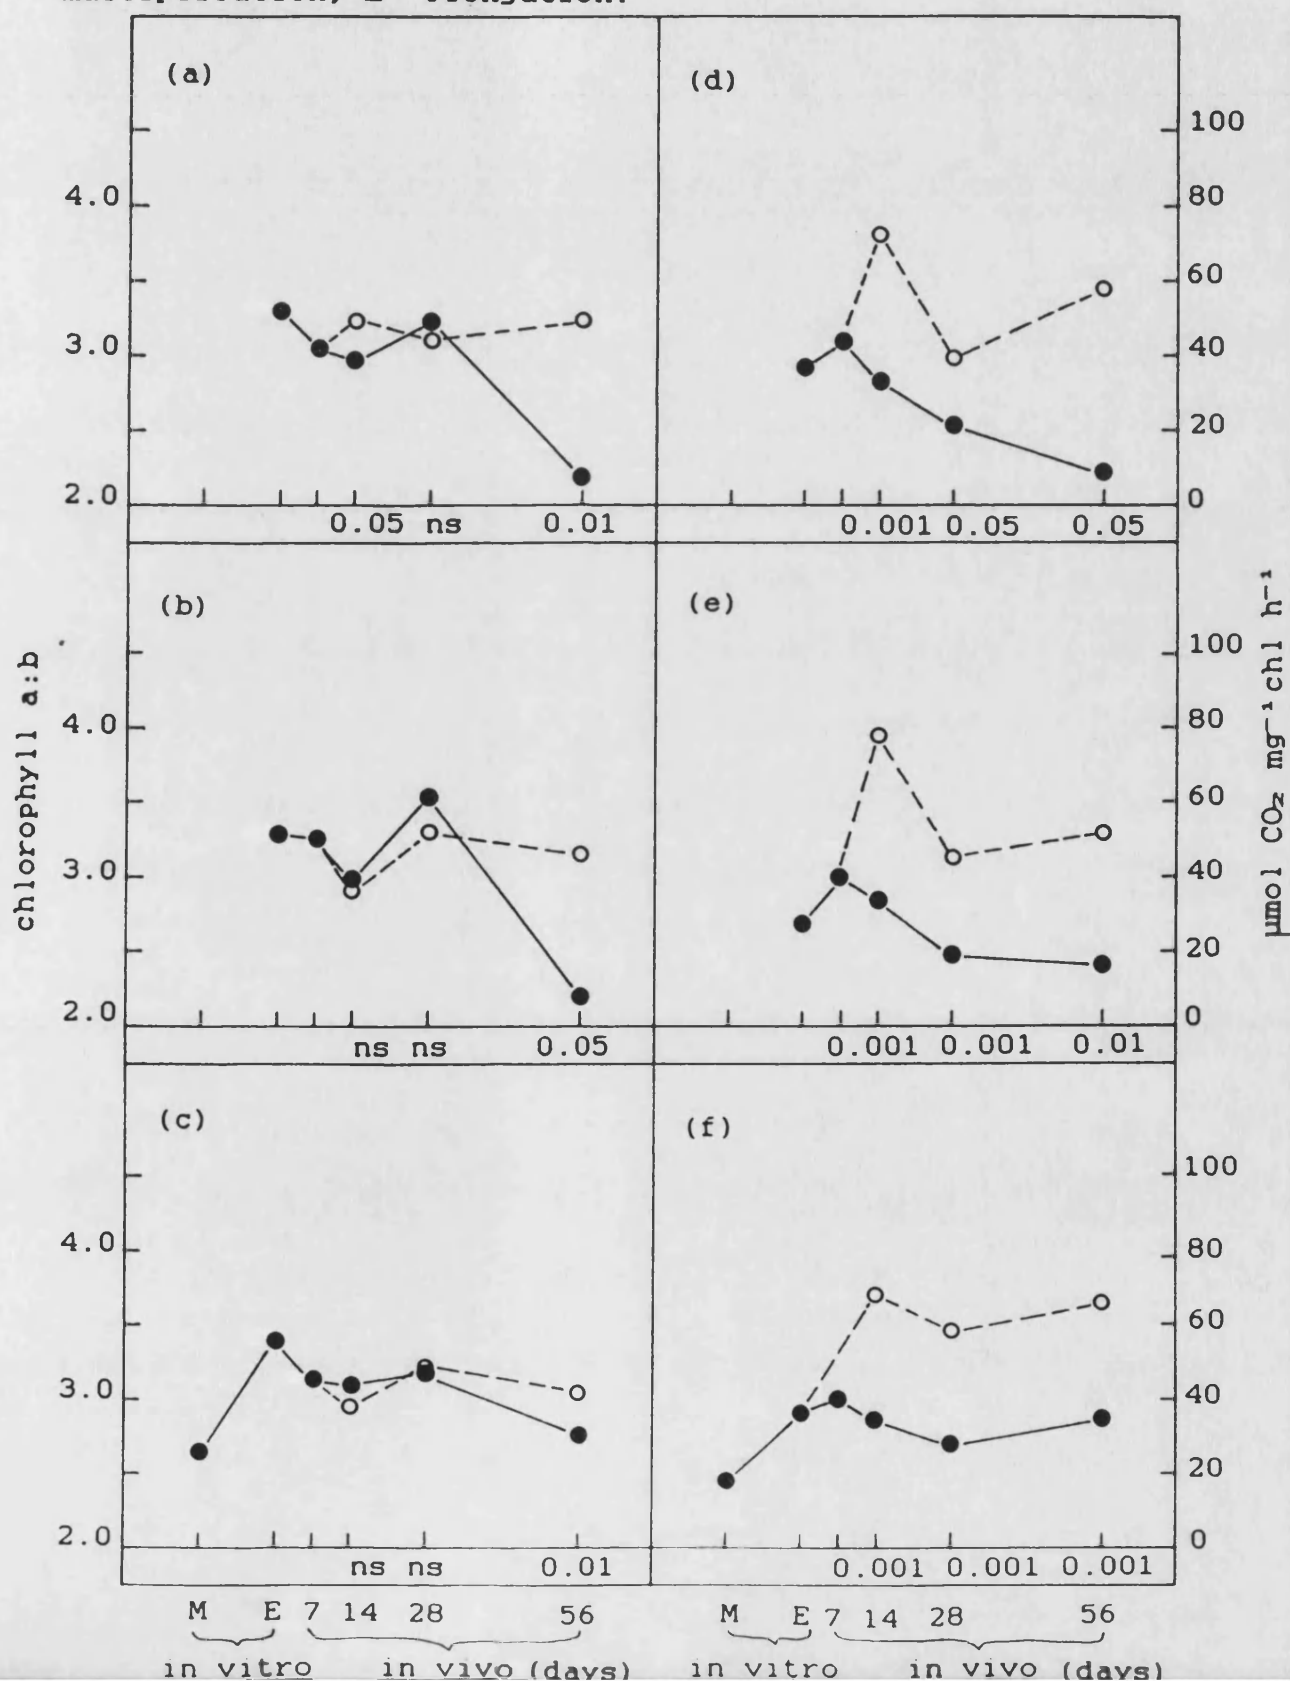 (a)
(d)
100
4.0
80
60
3.0
40
20
2.0
0
0.05 ns 0.01
0.001 0.05 0.05
(b)
(e)
100
4.0
80
60
3.0
40
20
2.0
0
ns ns 0.05
0.001 0.001 0.01
chlorophyll a:b
µmol CO₂ mg⁻¹chl h⁻¹
(c)
(f)
100
4.0
80
60
3.0
40
20
2.0
0
ns ns 0.01
0.001 0.001 0.001
M E 7 14 28 56
M E 7 14 28 56
in vitro in vivo (days)
in vitro in vivo (days)